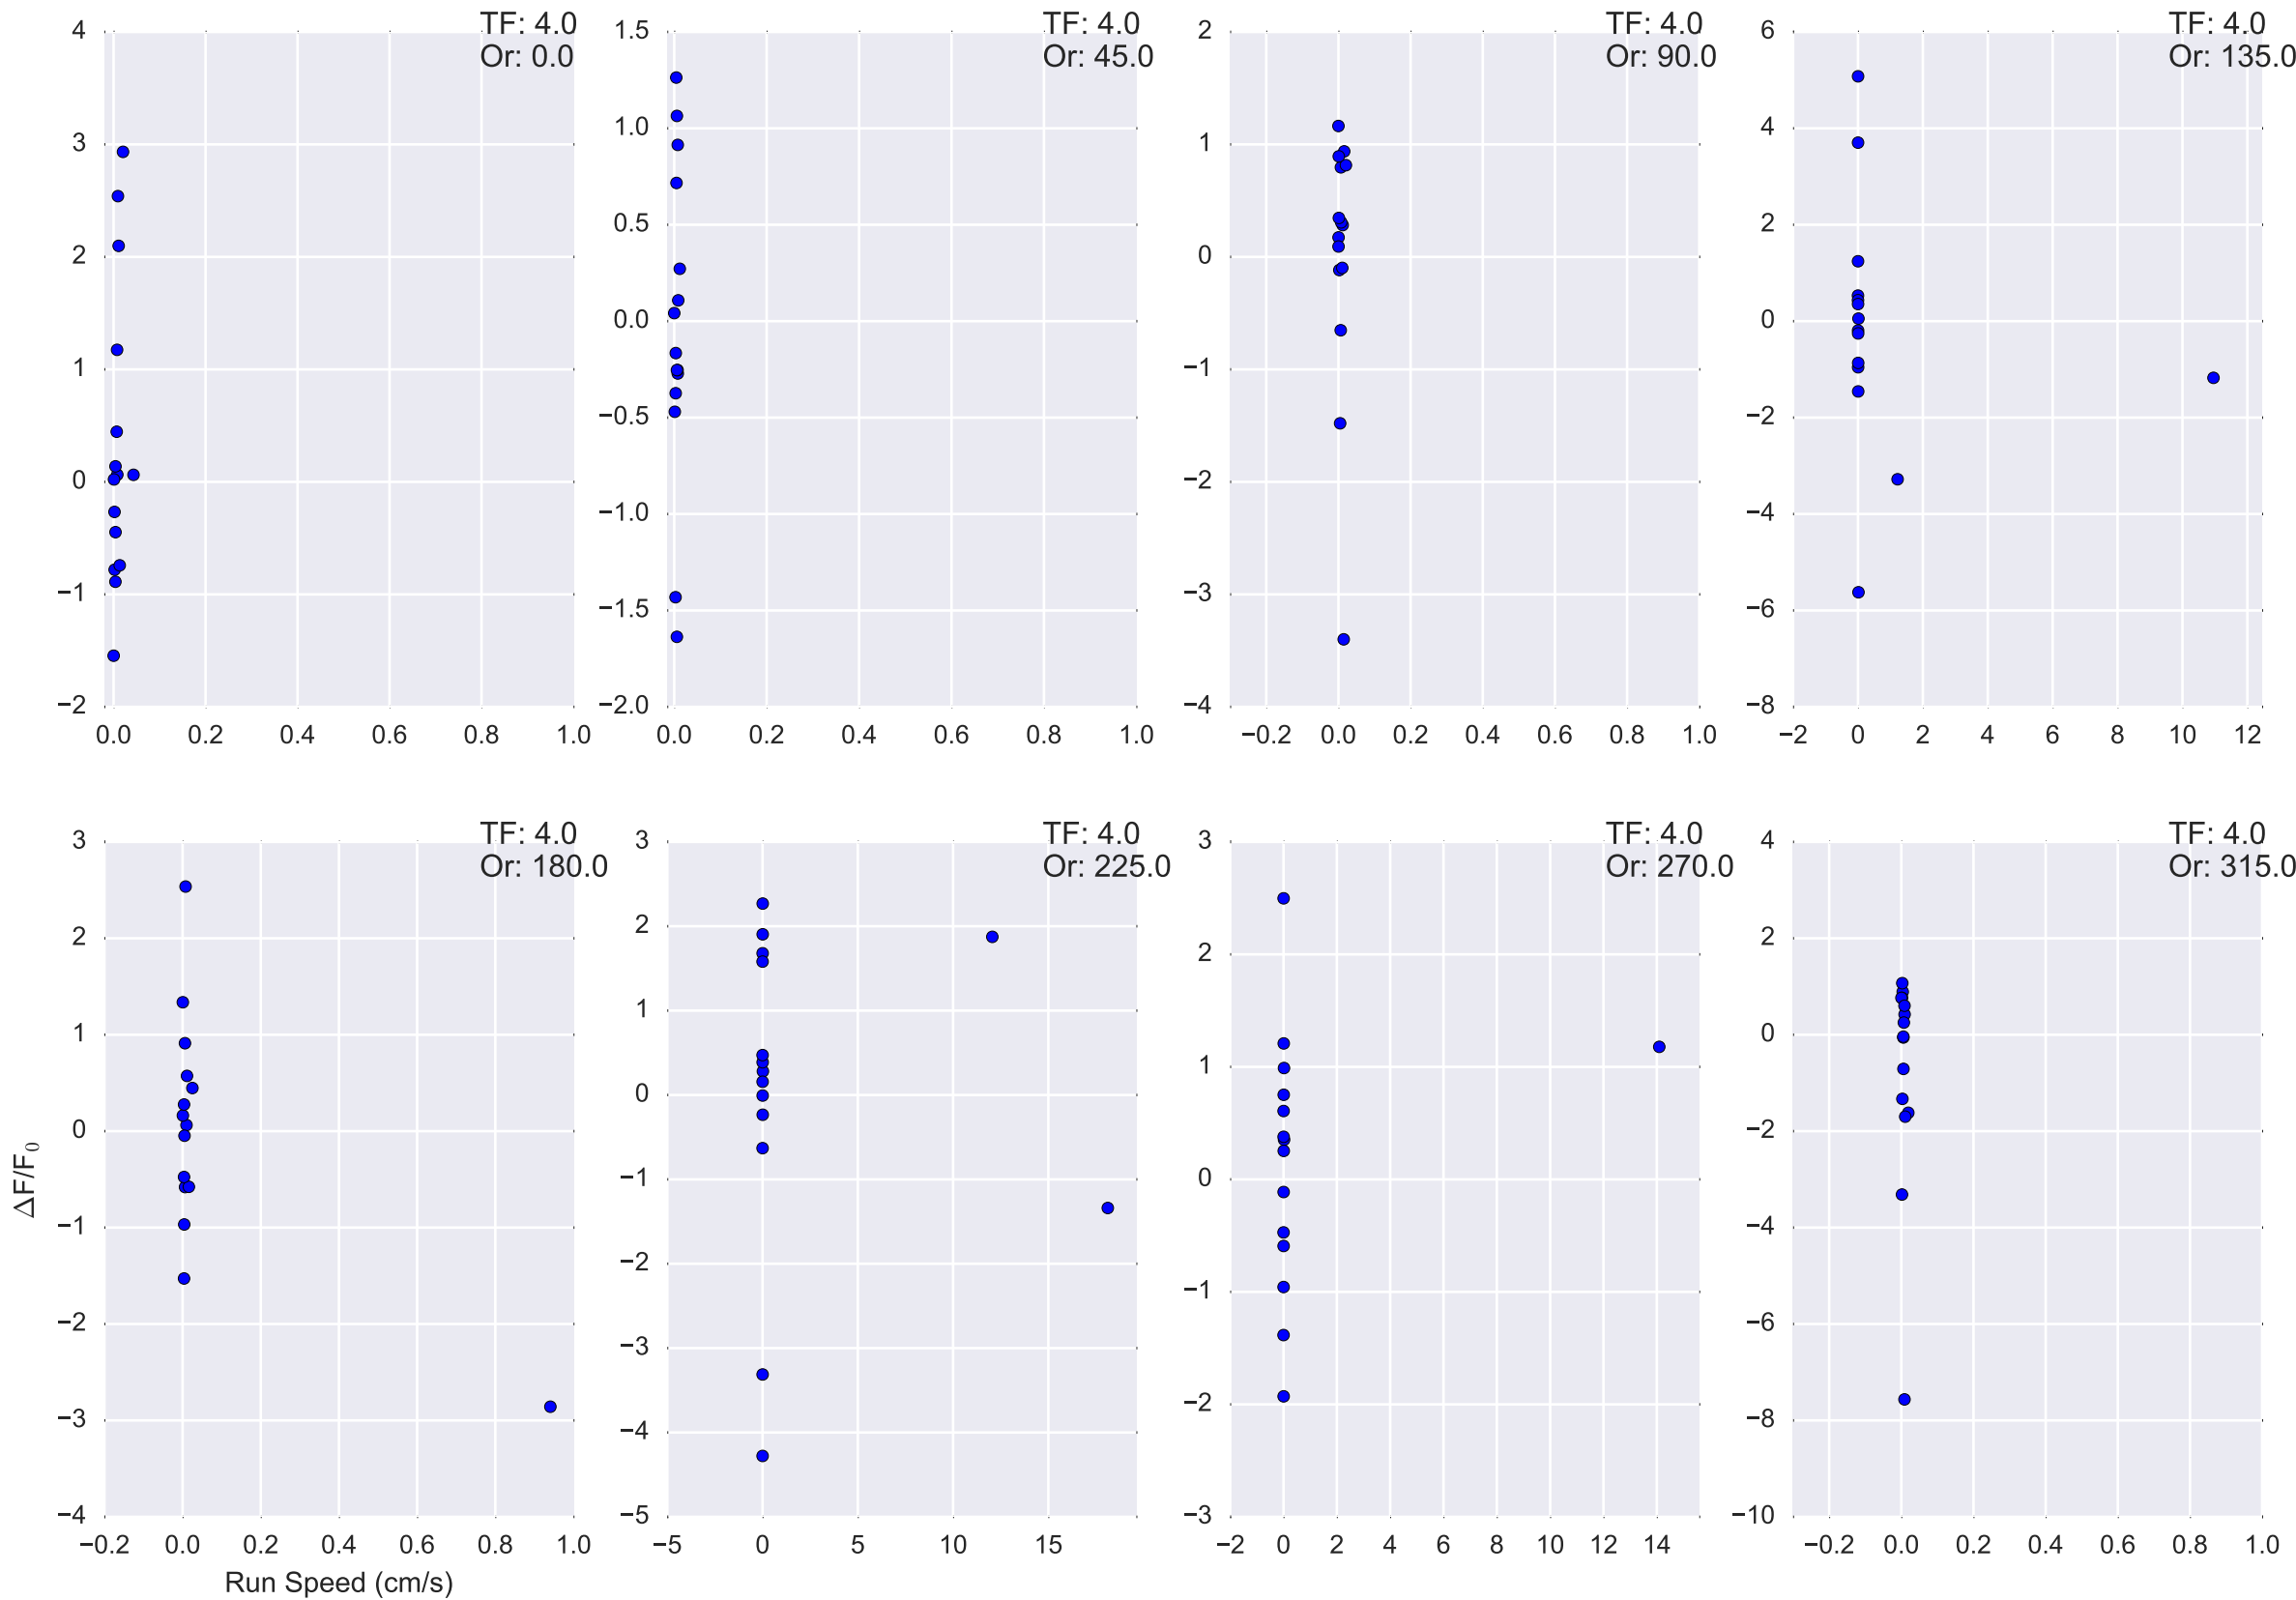 TF: 4.0
Or: 0.0
4
3
2
1
0
−1
−2
0.0 0.2 0.4 0.6 0.8 1.0
TF: 4.0
Or: 45.0
1.5
1.0
0.5
0.0
−0.5
−1.0
−1.5
−2.0
0.0 0.2 0.4 0.6 0.8 1.0
TF: 4.0
Or: 90.0
2
1
0
−1
−2
−3
−4
−0.2 0.0 0.2 0.4 0.6 0.8 1.0
TF: 4.0
Or: 135.0
6
4
2
0
−2
−4
−6
−8
−2 0 2 4 6 8 10 12
TF: 4.0
Or: 180.0
3
2
1
0
−1
−2
−3
−4
ΔF/F₀
−0.2 0.0 0.2 0.4 0.6 0.8 1.0
Run Speed (cm/s)
TF: 4.0
Or: 225.0
3
2
1
0
−1
−2
−3
−4
−5
−5 0 5 10 15
TF: 4.0
Or: 270.0
3
2
1
0
−1
−2
−3
−2 0 2 4 6 8 10 12 14
TF: 4.0
Or: 315.0
4
2
0
−2
−4
−6
−8
−10
−0.2 0.0 0.2 0.4 0.6 0.8 1.0